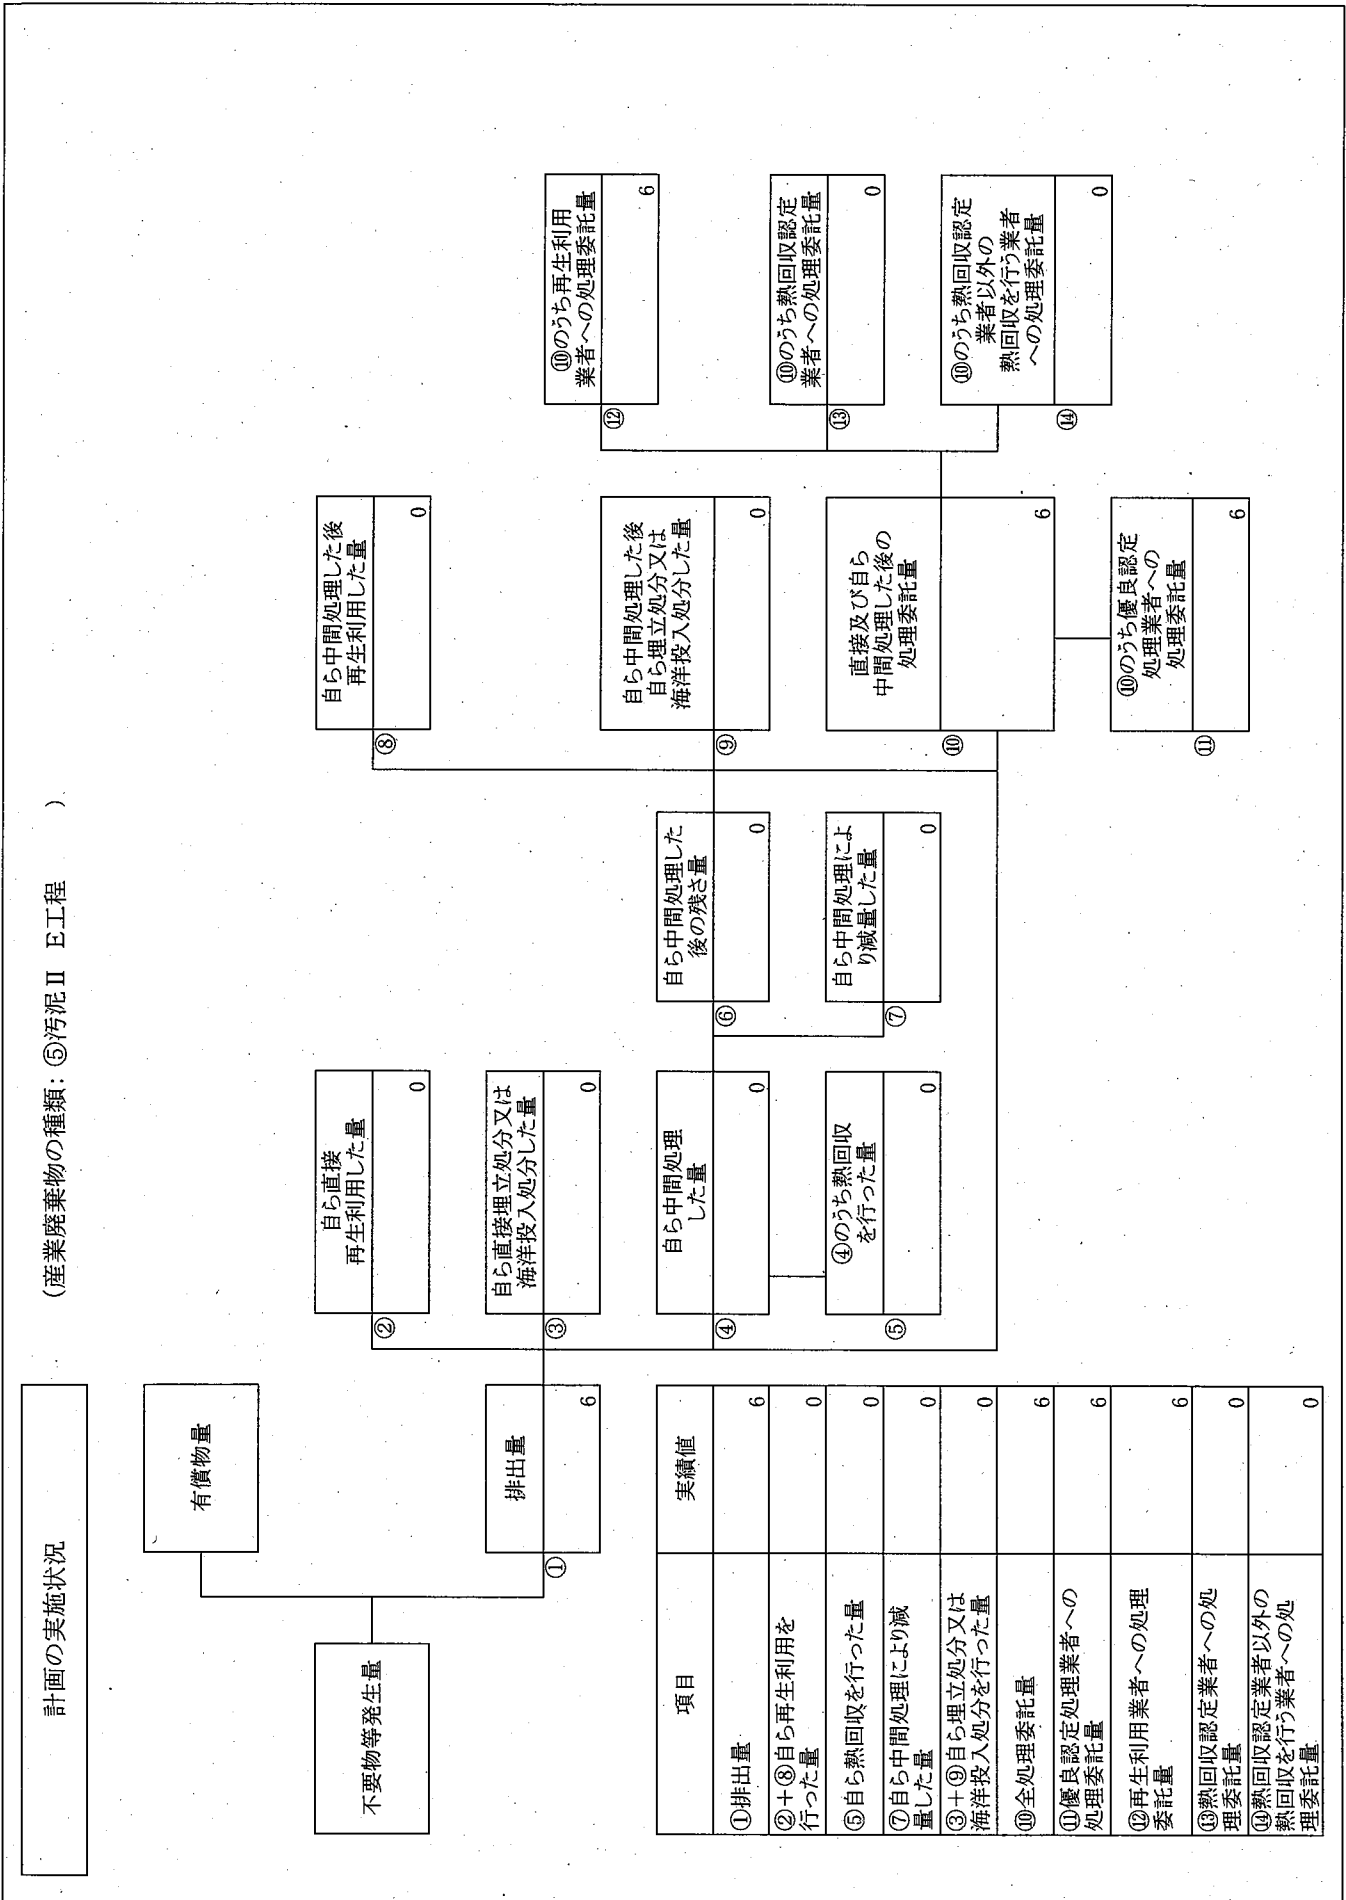 計画の実施状況
(産業廃棄物の種類：⑤汚泥Ⅱ　E工程　)
不要物等発生量
有償物量
排出量
①
6
自ら直接
再生利用した量
②
0
自ら直接埋立処分又は
海洋投入処分した量
③
0
自ら中間処理
した量
④
0
④のうち熱回収
を行った量
⑤
0
自ら中間処理した
後の残さ量
⑥
0
自ら中間処理によ
り減量した量
⑦
0
自ら中間処理した後
再生利用した量
⑧
0
自ら中間処理した後
自ら埋立処分又は
海洋投入処分した量
⑨
0
直接及び自ら
中間処理した後の
処理委託量
⑩
6
⑩のうち優良認定
処理業者への
処理委託量
⑪
6
⑩のうち再生利用
業者への処理委託量
⑫
6
⑩のうち熱回収認定
業者への処理委託量
⑬
0
⑩のうち熱回収認定
業者以外の
熱回収を行う業者
への処理委託量
⑭
0
項目　実績値
①排出量　6
②＋⑧自ら再生利用を
行った量　0
⑤自ら熱回収を行った量　0
⑦自ら中間処理により減
量した量　0
③＋⑨自ら埋立処分又は
海洋投入処分を行った量　0
⑩全処理委託量　6
⑪優良認定処理業者への
処理委託量　6
⑫再生利用業者への処理
委託量　6
⑬熱回収認定業者への処
理委託量　0
⑭熱回収認定業者以外の
熱回収を行う業者への処
理委託量　0